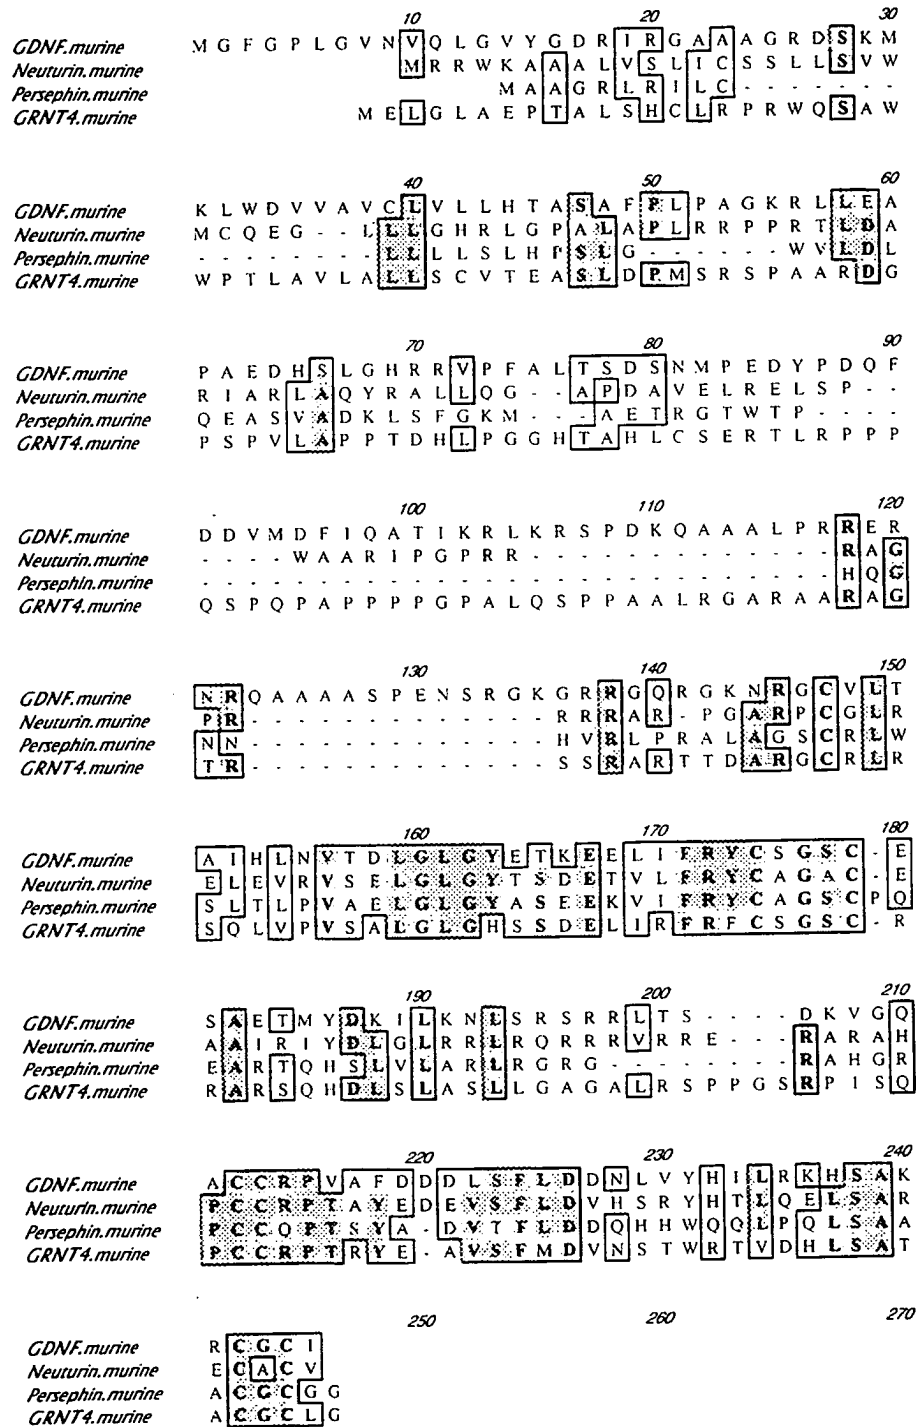 10 20 30
GDNF.murine M G F G P L G V N V Q L G V Y G D R I R G A A A G R D S K M
Neuturin.murine M R R W K A A A L V S L I C S S L L S V W
Persephin.murine M A A G R L R I L C - - - - - - -
GRNT4.murine M E L G L A E P T A L S H C L R P R W Q S A W
40 50 60
GDNF.murine K L W D V V A V C L V L L H T A S A F P L P A G K R L L E A
Neuturin.murine M C Q E G - - L L L G H R L G P A L A P L R R P P R T L D A
Persephin.murine - - - - - - - - L L L L S L H S L G - - - - - - W V L D L
GRNT4.murine W P T L A V L A L L S C V T E A S L D P M S R S P A A R D G
70 80 90
GDNF.murine P A E D H S L G H R R V P F A L T S D S N M P E D Y P D Q F
Neuturin.murine R I A R L A Q Y R A L L Q G - - A P D A V E L R E L S P - -
Persephin.murine Q E A S V A D K L S F G K M - - - A E T R G T W T P - - - -
GRNT4.murine P S P V L A P P T D H L P G G H T A H L C S E R T L R P P P
100 110 120
GDNF.murine D D V M D F I Q A T I K R L K R S P D K Q A A A L P R R E R
Neuturin.murine - - - - W A A R I P G P R R - - - - - - - - - - - - - R A G
Persephin.murine - - - - - - - - - - - - - - - - - - - - - - - - - - - H Q G
GRNT4.murine Q S P Q P A P P P P G P A L Q S P P A A L R G A R A A R A G
130 140 150
GDNF.murine N R Q A A A A S P E N S R G K G R R G Q R G K N R G C V L T
Neuturin.murine P R - - - - - - - - - - - - - R R R A R - P G A R P C G L R
Persephin.murine N N - - - - - - - - - - - - - H V R L P R A L A G S C R L W
GRNT4.murine T R - - - - - - - - - - - - - S S R A R T T D A R G C R L R
160 170 180
GDNF.murine A I H L N V T D L G L G Y E T K E E L I F R Y C S G S C - E
Neuturin.murine E L E V R V S E L G L G Y T S D E T V L F R Y C A G A C - E
Persephin.murine S L T L P V A E L G L G Y A S E E K V I F R Y C A G S C P Q
GRNT4.murine S Q L V P V S A L G L G H S S D E L I R F R F C S G S C - R
190 200 210
GDNF.murine S A E T M Y D K I L K N L S R S R R L T S - - - - D K V G Q
Neuturin.murine A A I R I Y D L G L R R L R Q R R R V R R E - - - - R A R A H
Persephin.murine E A R T Q H S L V L A R L R G R G - - - - - - - - R A H G R
GRNT4.murine R A R S Q H D L S L A S L L G A G A L R S P P G S R P I S Q
220 230 240
GDNF.murine A C C R P V A F D D D L S F L D D N L V Y H I L R K H S A K
Neuturin.murine P C C R P T A Y E D E V S F L D V H S R Y H T L Q E L S A R
Persephin.murine P C C Q P T S Y A - D V T F L D D Q H H W Q Q L P Q L S A A
GRNT4.murine P C C R P T R Y E - A V S F M D V N S T W R T V D H L S A T
250 260 270
GDNF.murine R C G C I
Neuturin.murine E C A C V
Persephin.murine A C G C G G
GRNT4.murine A C G C L G